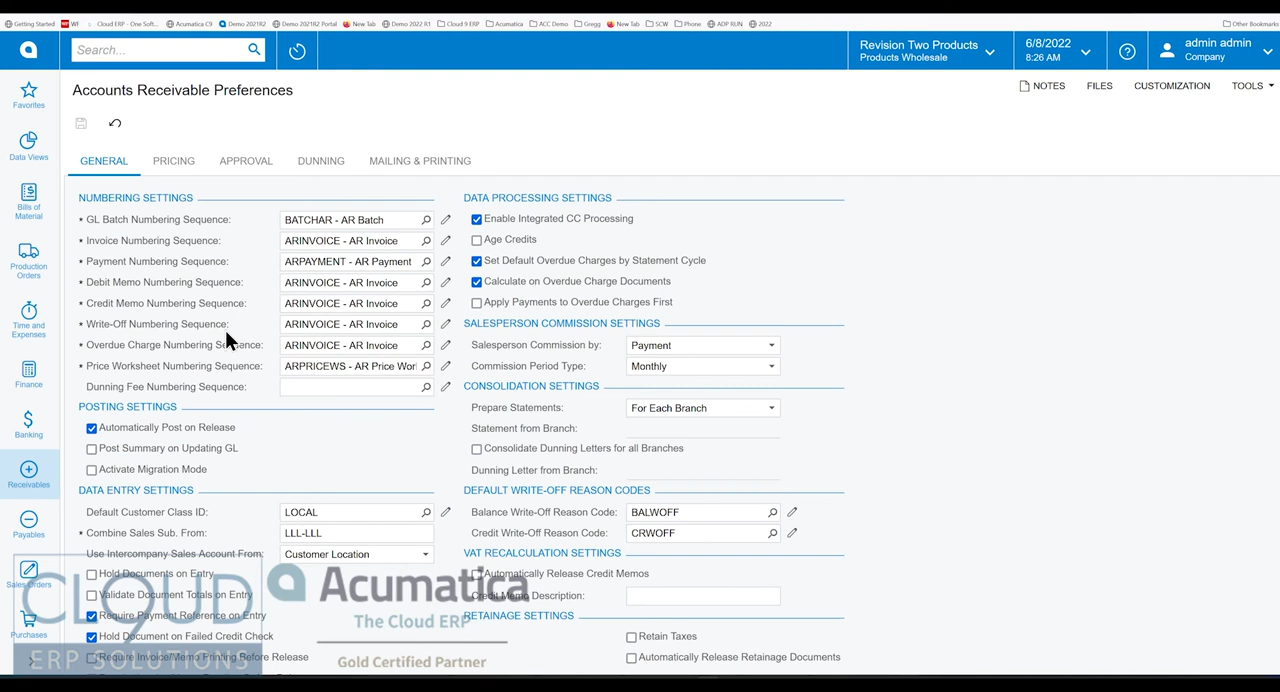 Getting Started
WF
Cloud ERP - One Soft...
Acumatica C9
Demo 2021R2
Demo 2021R2 Portal
New Tab
Demo 2022 R1
Cloud 9 ERP
Acumatica
ACC Demo
Gregg
New Tab
SCW
Phone
ADP RUN
2022
Other Bookmarks
Search...
Revision Two Products
Products Wholesale
6/8/2022
8:26 AM
admin admin
Company
Favorites
Data Views
Bills of
Material
Production
Orders
Time and
Expenses
Finance
Banking
Receivables
Payables
Sales Orders
Purchases
Accounts Receivable Preferences
NOTES
FILES
CUSTOMIZATION
TOOLS
GENERAL
PRICING
APPROVAL
DUNNING
MAILING & PRINTING
NUMBERING SETTINGS
* GL Batch Numbering Sequence: BATCHAR - AR Batch
* Invoice Numbering Sequence: ARINVOICE - AR Invoice
* Payment Numbering Sequence: ARPAYMENT - AR Payment
* Debit Memo Numbering Sequence: ARINVOICE - AR Invoice
* Credit Memo Numbering Sequence: ARINVOICE - AR Invoice
* Write-Off Numbering Sequence: ARINVOICE - AR Invoice
* Overdue Charge Numbering Sequence: ARINVOICE - AR Invoice
* Price Worksheet Numbering Sequence: ARPRICEWS - AR Price Wor
Dunning Fee Numbering Sequence:
POSTING SETTINGS
Automatically Post on Release
Post Summary on Updating GL
Activate Migration Mode
DATA ENTRY SETTINGS
Default Customer Class ID: LOCAL
* Combine Sales Sub. From: LLL-LLL
Use Intercompany Sales Account From: Customer Location
Hold Documents on Entry
Validate Document Totals on Entry
Require Payment Reference on Entry
Hold Document on Failed Credit Check
Require Invoice/Memo Printing Before Release
DATA PROCESSING SETTINGS
Enable Integrated CC Processing
Age Credits
Set Default Overdue Charges by Statement Cycle
Calculate on Overdue Charge Documents
Apply Payments to Overdue Charges First
SALESPERSON COMMISSION SETTINGS
Salesperson Commission by: Payment
Commission Period Type: Monthly
CONSOLIDATION SETTINGS
Prepare Statements: For Each Branch
Statement from Branch:
Consolidate Dunning Letters for all Branches
Dunning Letter from Branch:
DEFAULT WRITE-OFF REASON CODES
Balance Write-Off Reason Code: BALWOFF
Credit Write-Off Reason Code: CRWOFF
VAT RECALCULATION SETTINGS
Automatically Release Credit Memos
Credit Memo Description:
RETAINAGE SETTINGS
Retain Taxes
Automatically Release Retainage Documents
CLOUD
ERP SOLUTIONS
Acumatica
The Cloud ERP
Gold Certified Partner